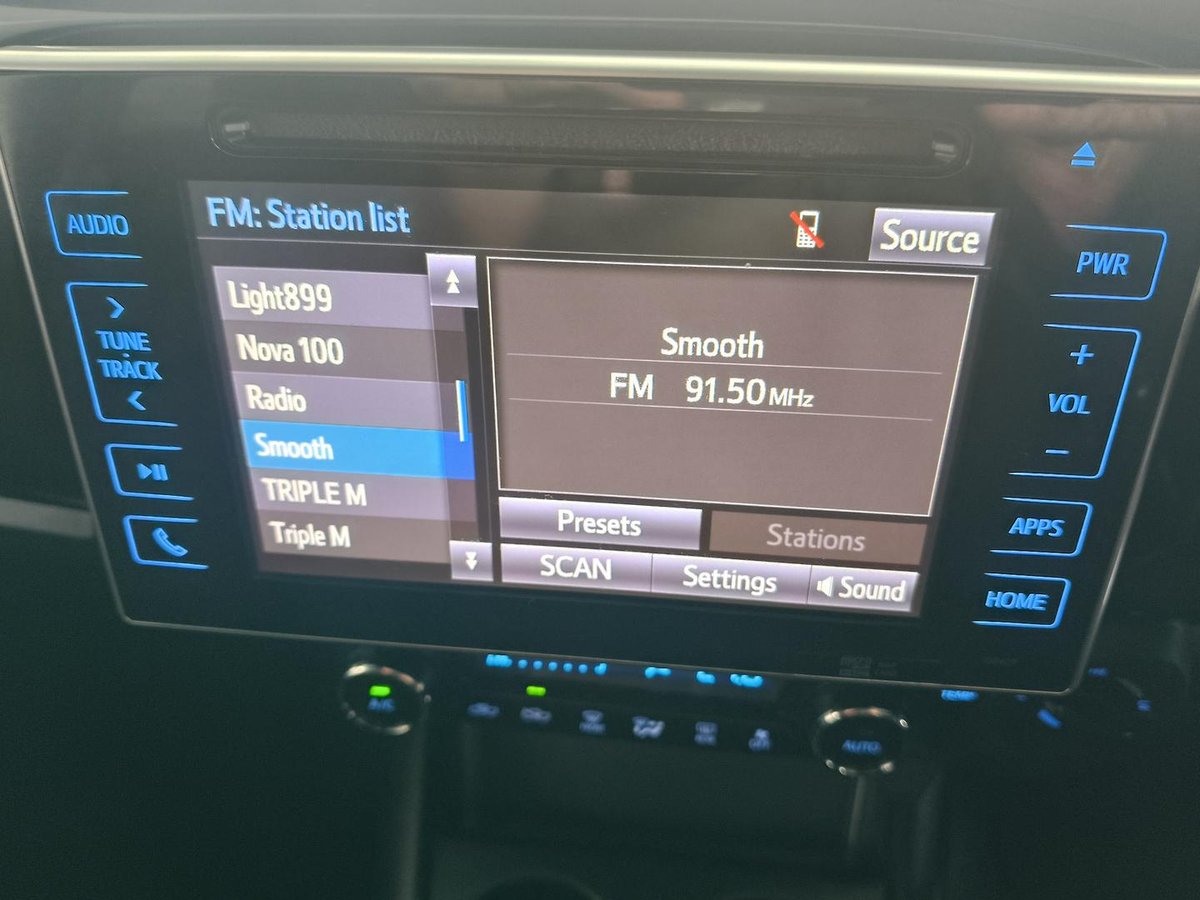 FM: Station list
Source
AUDIO
PWR
Light899
Nova 100
Radio
Smooth
TRIPLE M
Triple M
Smooth
FM 91.50 MHz
TUNE
TRACK
+
VOL
−
Presets
Stations
SCAN
Settings
Sound
APPS
HOME
A/C
TEMP
AUTO